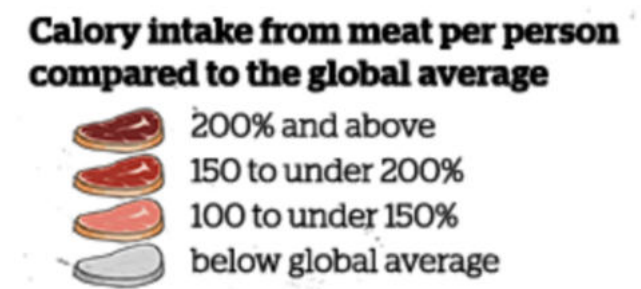 Calory intake from meat per person
compared to the global average
200% and above
150 to under 200%
100 to under 150%
below global average